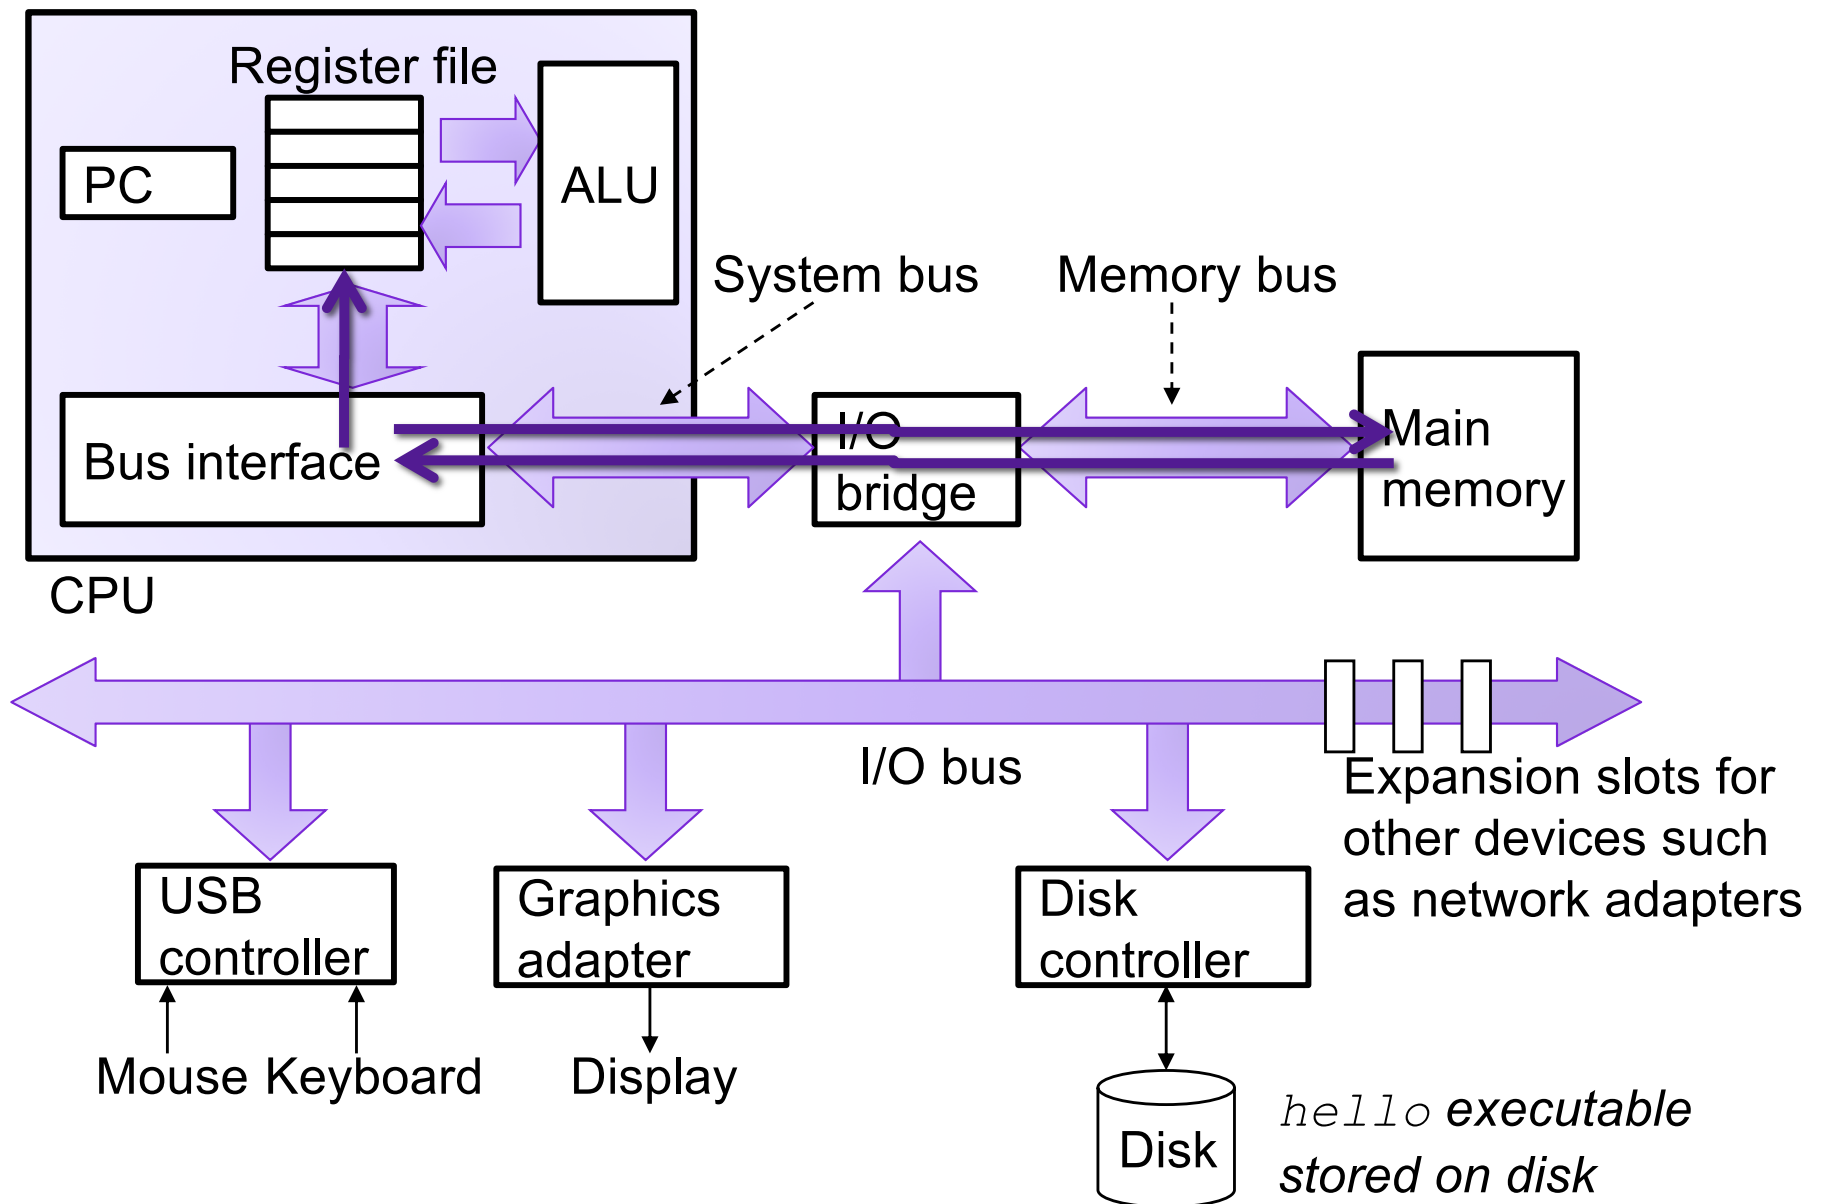 Register file
PC
ALU
System bus
Memory bus
Bus interface
I/O
bridge
Main
memory
CPU
I/O bus
Expansion slots for
other devices such
as network adapters
USB
controller
Graphics
adapter
Disk
controller
Mouse Keyboard
Display
Disk
hello executable
stored on disk